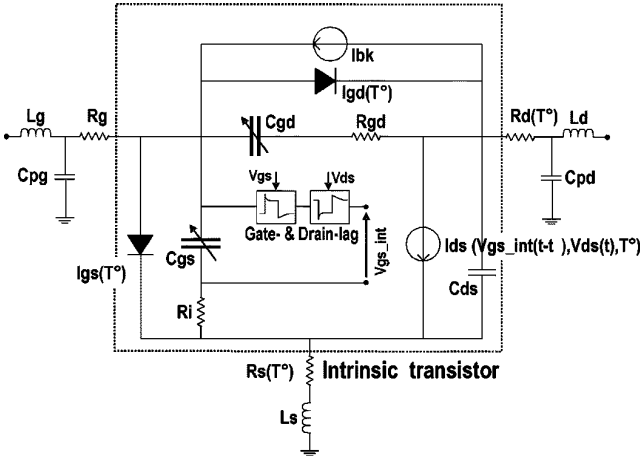 Ibk
Igd(T°)
Lg
Rg
Cgd
Rgd
Rd(T°)
Ld
Cpg
Vgs
Vds
Cpd
Gate- & Drain-lag
Vgs_int
Cgs
Igs(T°)
Ids (Vgs_int(t-t ),Vds(t),T°)
Cds
Ri
Rs(T°)
Intrinsic transistor
Ls